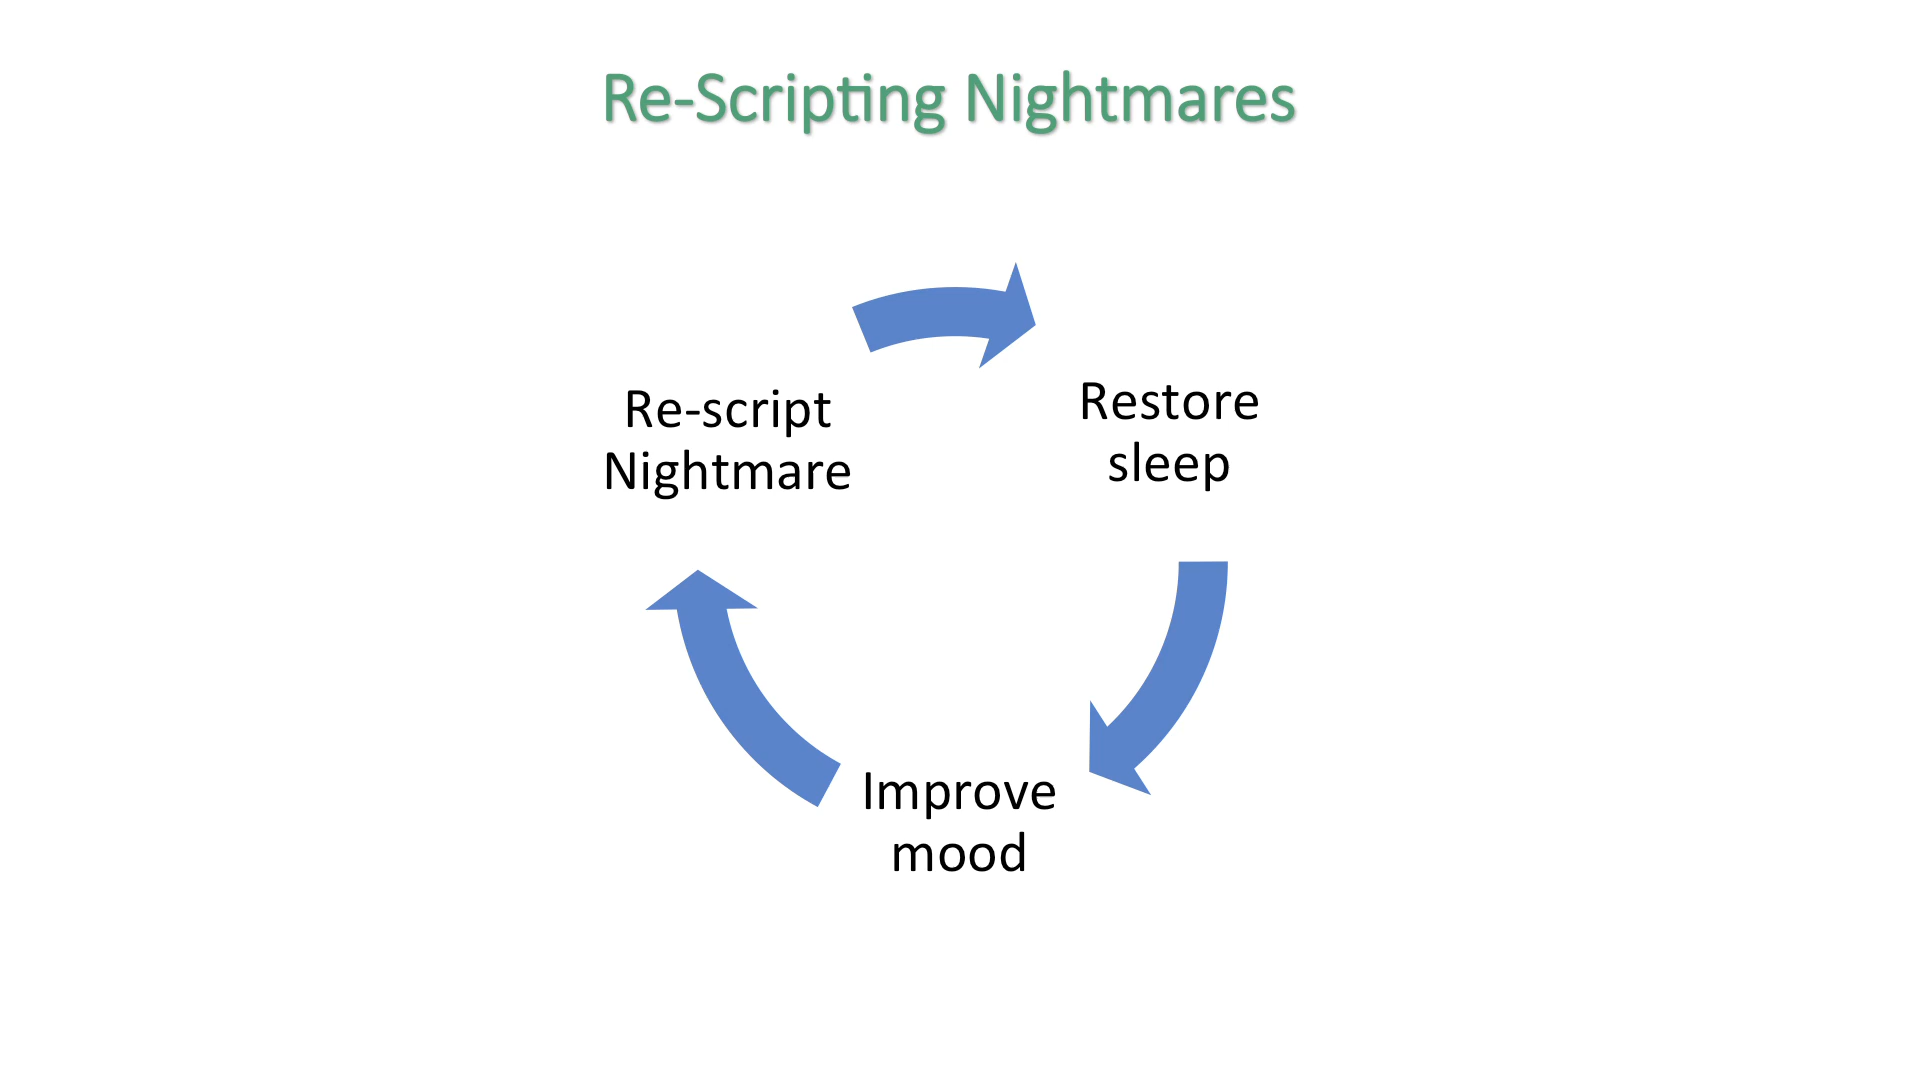 Re-Scripting Nightmares
Re-script
Nightmare
Restore
sleep
Improve
mood